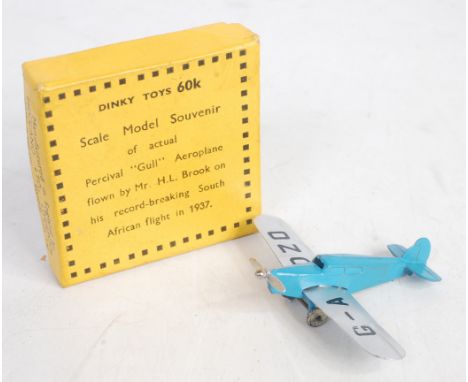 DINKY TOYS 60k
Scale Model Souvenir
of actual
Percival "Gull" Aeroplane
flown by Mr. H.L. Brook on
his record-breaking South
African flight in 1937.
DZO
G-A